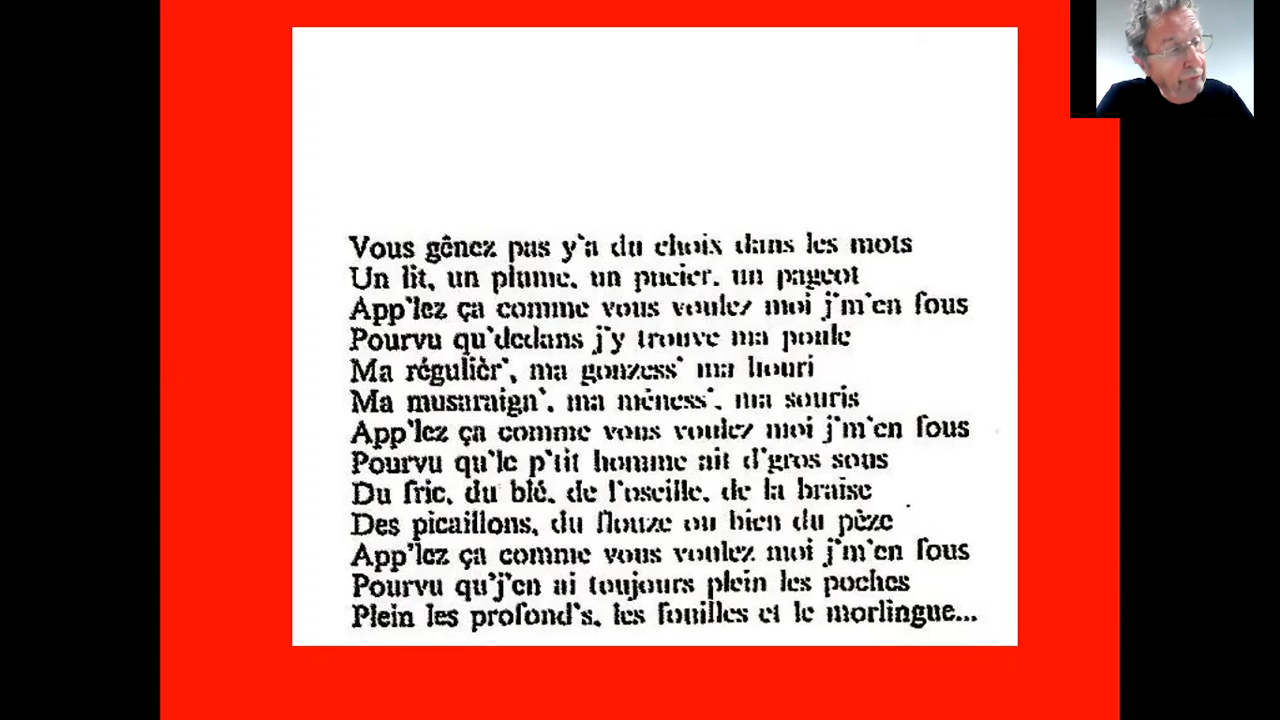 Vous gênez pas y'a du choix dans les mots
Un lit, un plume, un pucier, un pageot
App'lez ça comme vous voulez moi j'm'en fous
Pourvu qu'dedans j'y trouve ma poule
Ma régulièr', ma gonzess' ma houri
Ma musaraign', ma mèness', ma souris
App'lez ça comme vous voulez moi j'm'en fous
Pourvu qu'le p'tit homme ait d'gros sous
Du fric, du blé, de l'oseille, de la braise
Des picaillons, du flouze ou bien du pèze
App'lez ça comme vous voulez moi j'm'en fous
Pourvu qu'j'en ai toujours plein les poches
Plein les profond's, les fouilles et le morlingue...